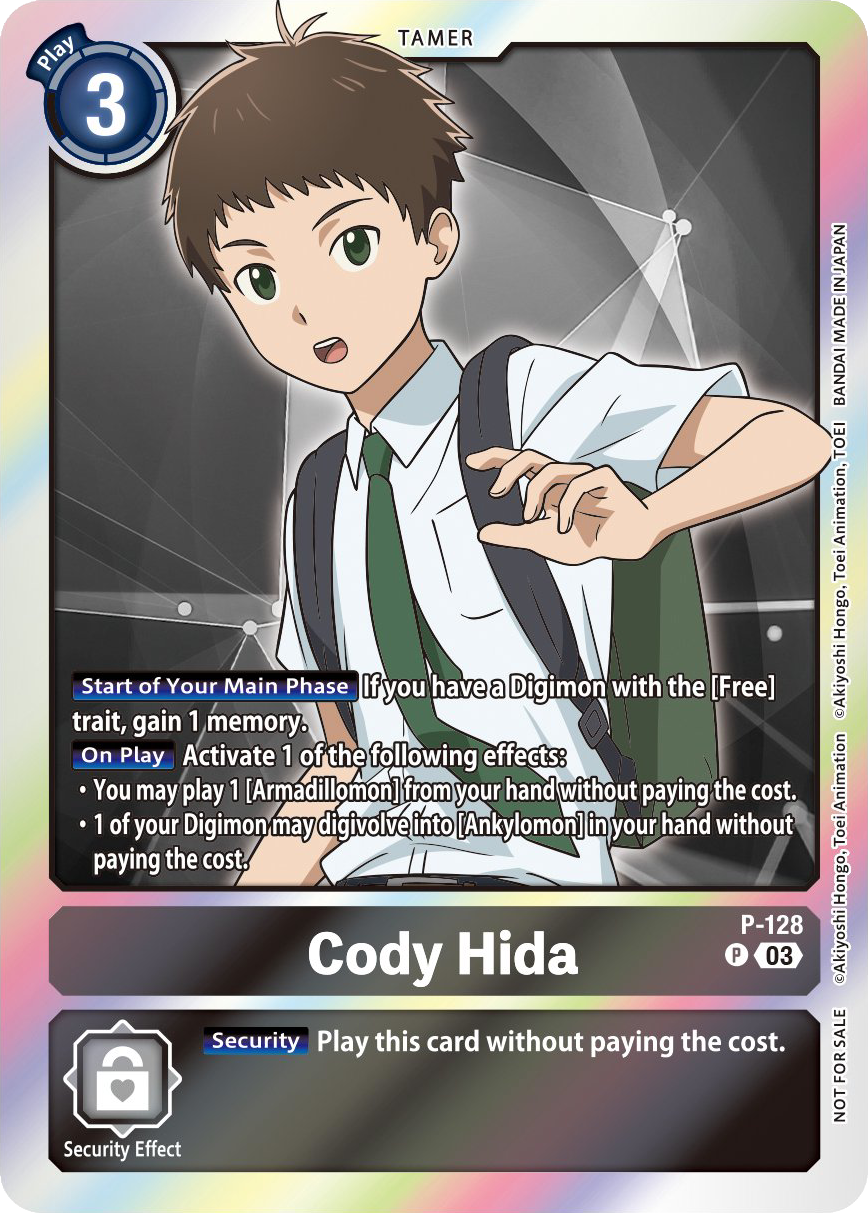 TAMER
Play
3
Start of Your Main Phase If you have a Digimon with the [Free]
trait, gain 1 memory.
On Play Activate 1 of the following effects:
・You may play 1 [Armadillomon] from your hand without paying the cost.
・1 of your Digimon may digivolve into [Ankylomon] in your hand without
paying the cost.
P-128
Cody Hida
P 03
Security Play this card without paying the cost.
Security Effect
©Akiyoshi Hongo, Toei Animation, TOEI BANDAI MADE IN JAPAN
©Akiyoshi Hongo, Toei Animation
NOT FOR SALE